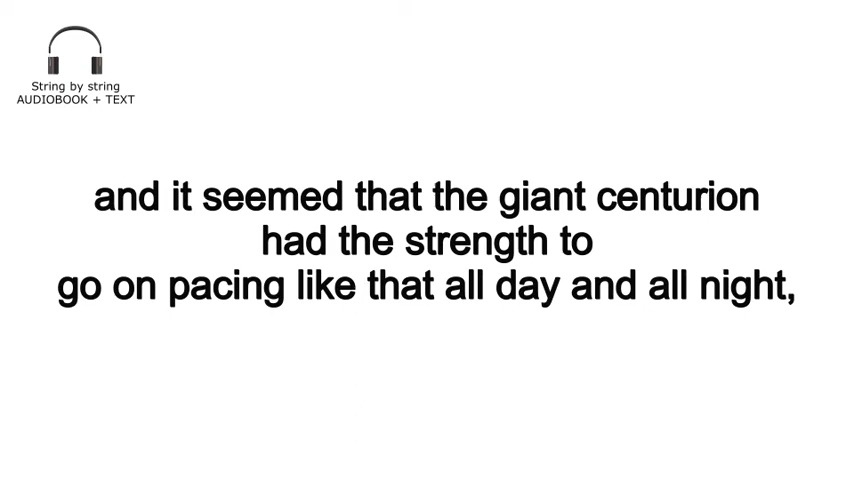 String by string
AUDIOBOOK + TEXT
and it seemed that the giant centurion
had the strength to
go on pacing like that all day and all night,